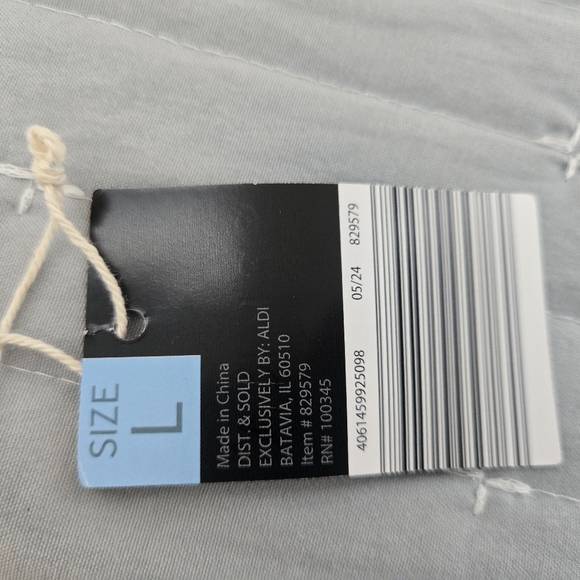 SIZE
L
Made in China
DIST. & SOLD
EXCLUSIVELY BY: ALDI
BATAVIA, IL 60510
Item # 829579
RN# 100345
4061459925098 05/24 829579